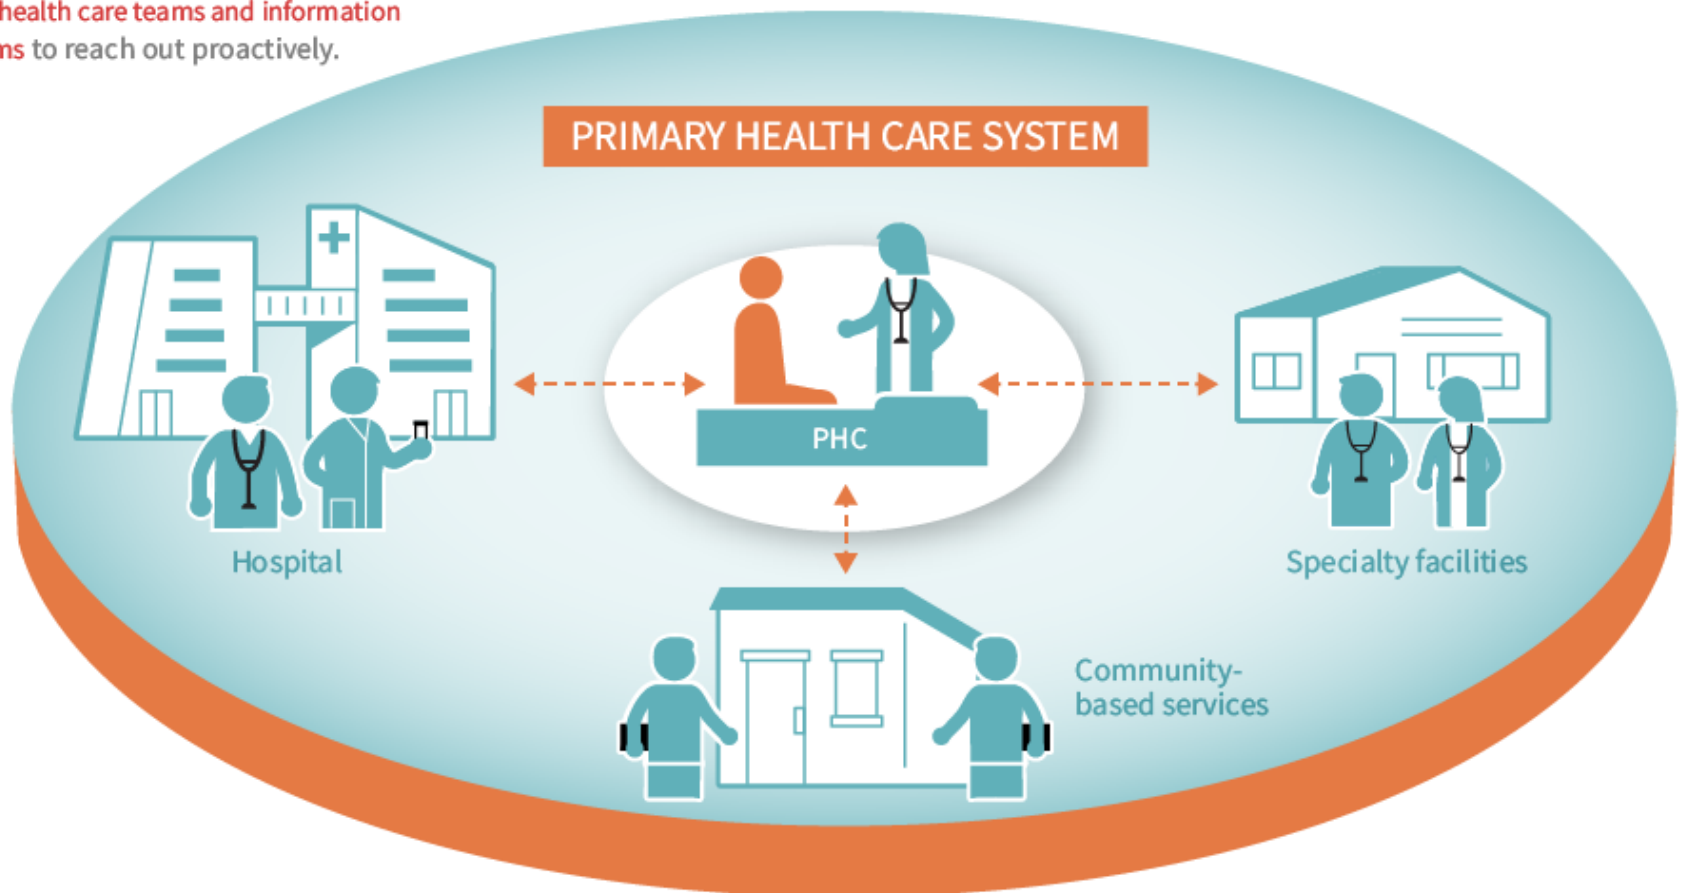 health care teams and information
ms to reach out proactively.
PRIMARY HEALTH CARE SYSTEM
PHC
Hospital
Specialty facilities
Community-
based services